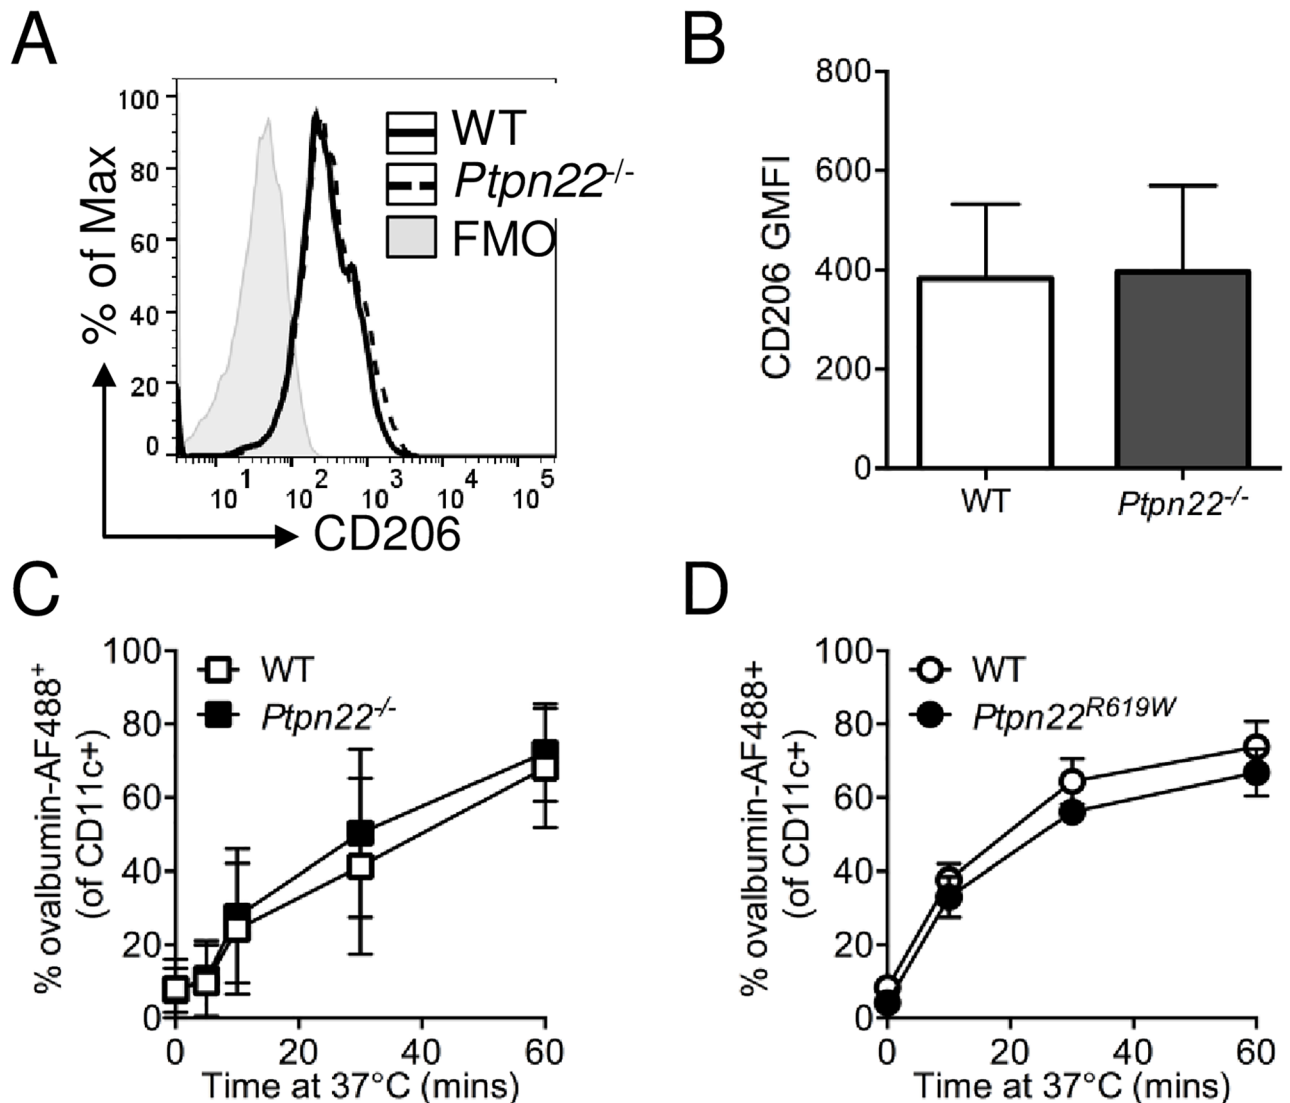 A
% of Max
100
80
60
40
20
0
WT
Ptpn22-/-
FMO
10^1 10^2 10^3 10^4 10^5
CD206
B
CD206 GMFI
800
600
400
200
0
WT Ptpn22-/-
C
% ovalbumin-AF488+
(of CD11c+)
100
80
60
40
20
0
WT
Ptpn22-/-
0 20 40 60
Time at 37°C (mins)
D
% ovalbumin-AF488+
(of CD11c+)
100
80
60
40
20
0
WT
Ptpn22R619W
0 20 40 60
Time at 37°C (mins)